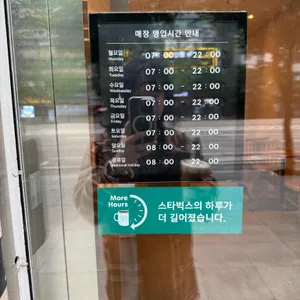 매장 영업시간 안내
월요일 07 : 00 - 22 : 00
Monday
화요일 07 : 00 - 22 : 00
Tuesday
수요일 07 : 00 - 22 : 00
Wednesday
목요일 07 : 00 - 22 : 00
Thursday
금요일 07 : 00 - 22 : 00
Friday
토요일 07 : 00 - 22 : 00
Saturday
일요일 08 : 00 - 22 : 00
Sunday
공휴일 08 : 00 - 22 : 00
National holiday
More
Hours
스타벅스의 하루가
더 길어졌습니다.